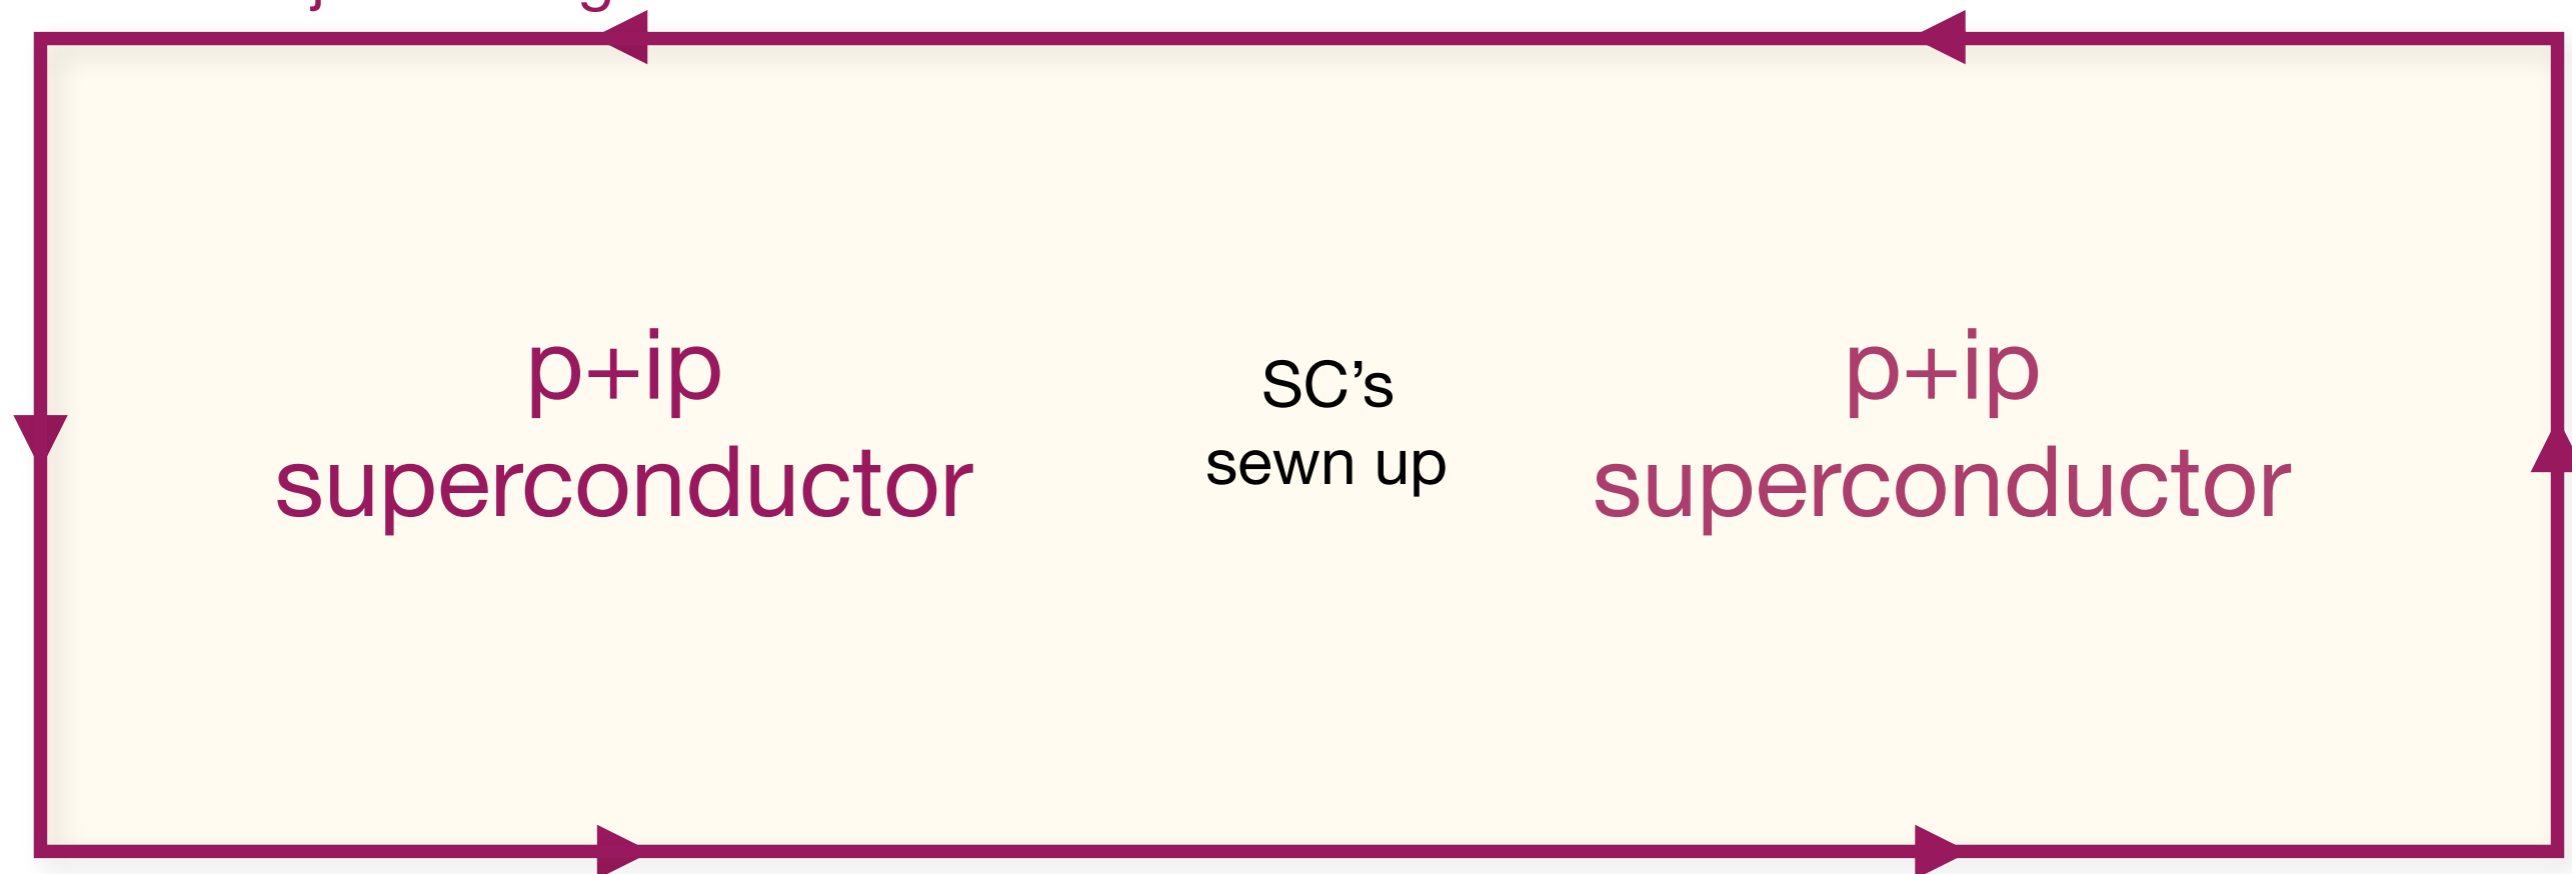 p+ip
superconductor
SC’s
sewn up
p+ip
superconductor